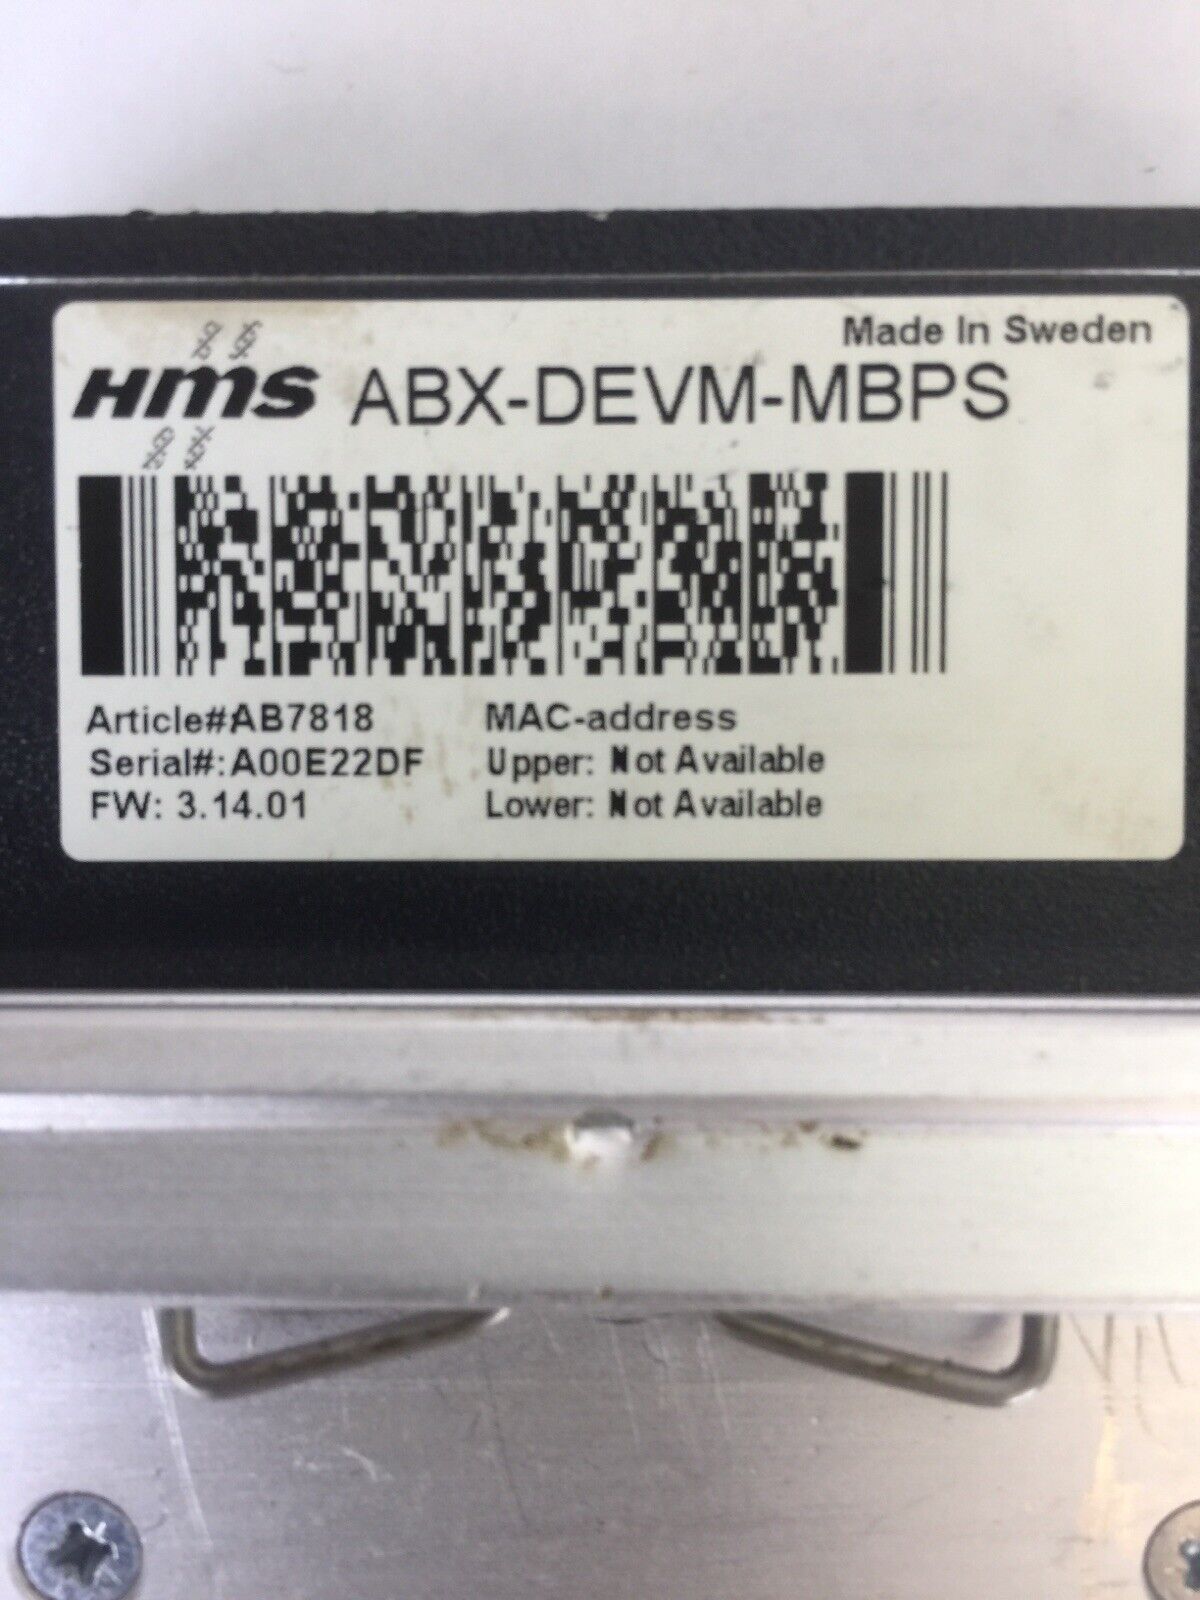 Made In Sweden
HMS ABX-DEVM-MBPS
Article#:AB7818
Serial#:A00E22DF
FW: 3.14.01
MAC-address
Upper: Not Available
Lower: Not Available